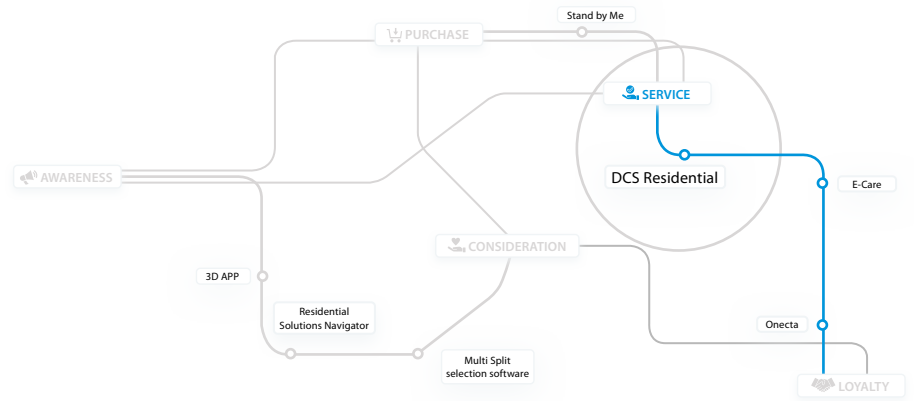 Stand by Me
PURCHASE
SERVICE
DCS Residential
AWARENESS
E-Care
CONSIDERATION
3D APP
Residential
Solutions Navigator
Onecta
Multi Split
selection software
LOYALTY